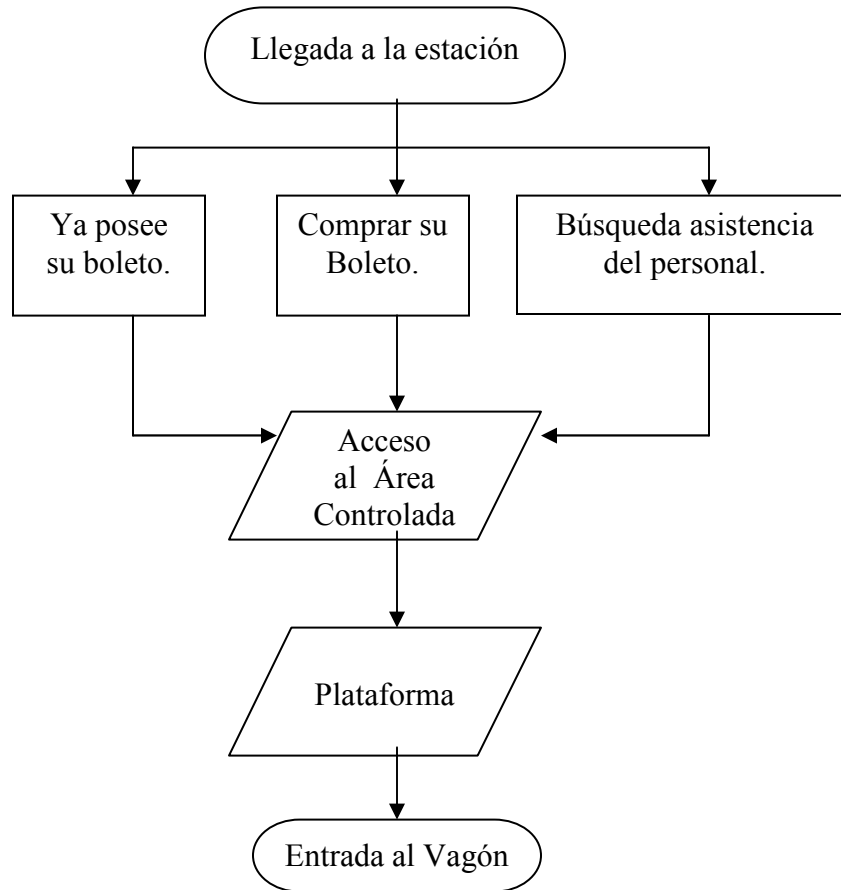 Llegada a la estación
Ya posee
su boleto.
Comprar su
Boleto.
Búsqueda asistencia
del personal.
Acceso
al Área
Controlada
Plataforma
Entrada al Vagón